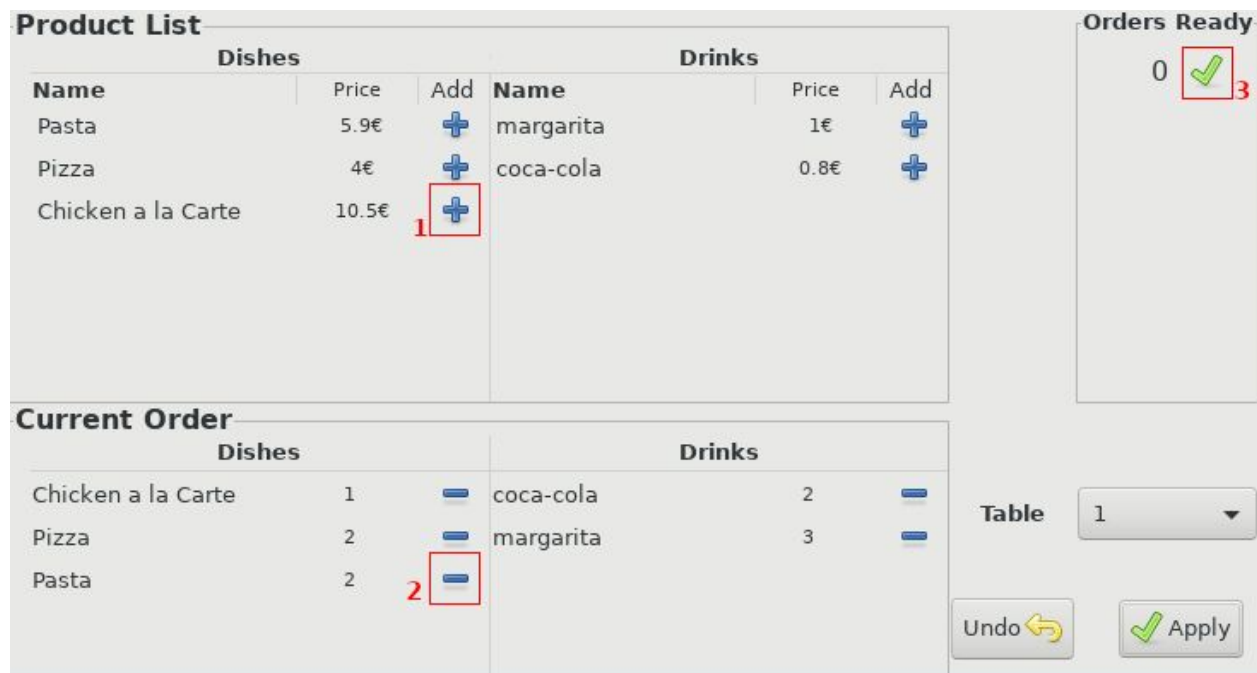 Product List
Orders Ready
Dishes Drinks
0
3
Name Price Add Name Price Add
Pasta 5.9€ margarita 1€
Pizza 4€ coca-cola 0.8€
Chicken a la Carte 10.5€
1
Current Order
Dishes Drinks
Chicken a la Carte 1 coca-cola 2
Table 1
Pizza 2 margarita 3
Pasta 2
2
Undo Apply